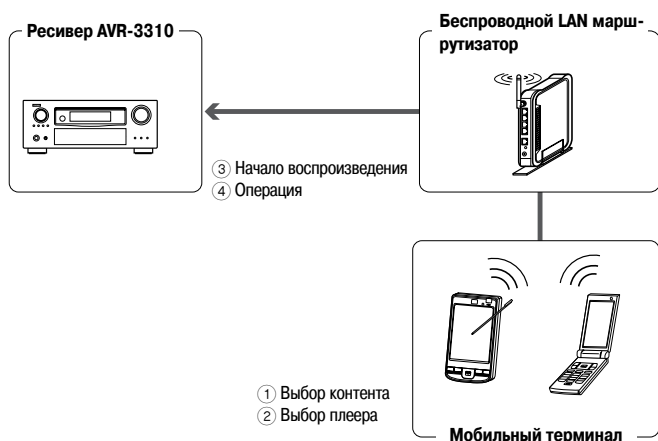 Ресивер AVR-3310
Беспроводной LAN марш-
рутизатор
③ Начало воспроизведения
④ Операция
① Выбор контента
② Выбор плеера
Мобильный терминал